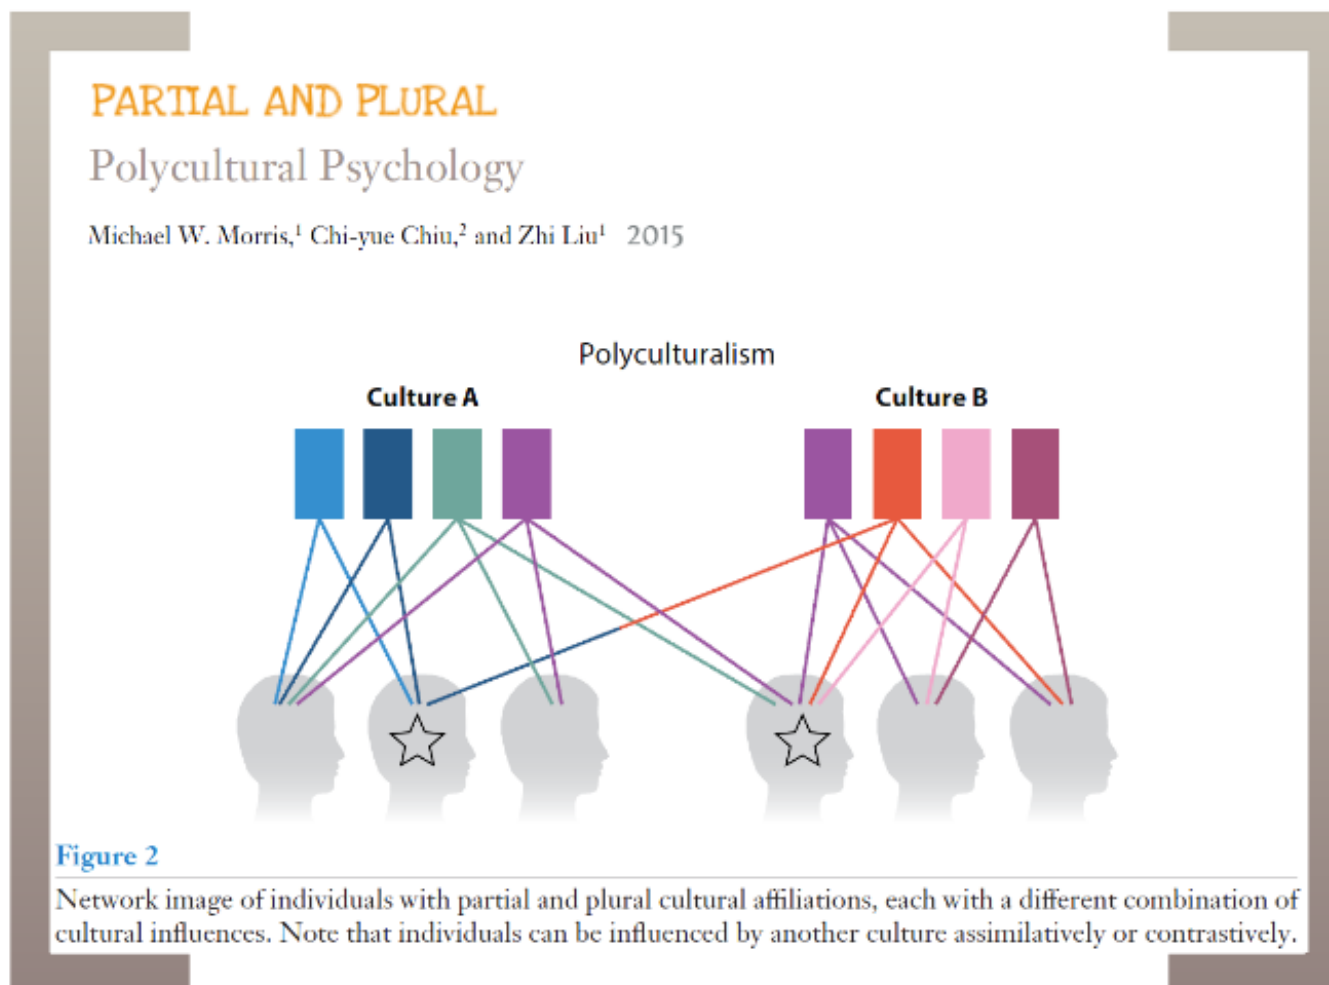 PARTIAL AND PLURAL
Polycultural Psychology
Michael W. Morris,¹ Chi-yue Chiu,² and Zhi Liu¹ 2015
Polyculturalism
Culture A
Culture B
Figure 2
Network image of individuals with partial and plural cultural affiliations, each with a different combination of
cultural influences. Note that individuals can be influenced by another culture assimilatively or contrastively.